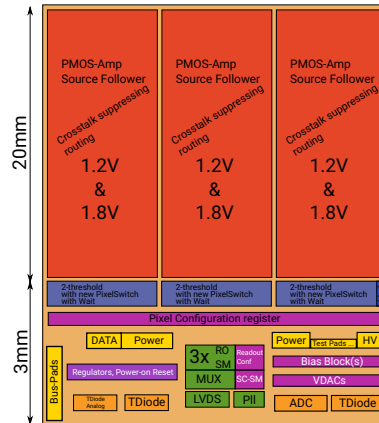 20mm
3mm
PMOS-Amp
Source Follower
Crosstalk suppressing
routing
1.2V
&
1.8V
PMOS-Amp
Source Follower
Crosstalk suppressing
routing
1.2V
&
1.8V
PMOS-Amp
Source Follower
Crosstalk suppressing
routing
1.2V
&
1.8V
2-threshold
with new PixelSwitch
with Wait
2-threshold
with new PixelSwitch
with Wait
2-threshold
with new PixelSwitch
with Wait
Pixel Configuration register
Bus-Pads
DATA Power
Regulators, Power-on Reset
TDiode
Analog
TDiode
3x RO
SM
Readout
Conf
MUX
SC-SM
LVDS
Pll
Power Test Pads ... HV
Bias Block(s)
VDACs
ADC
TDiode